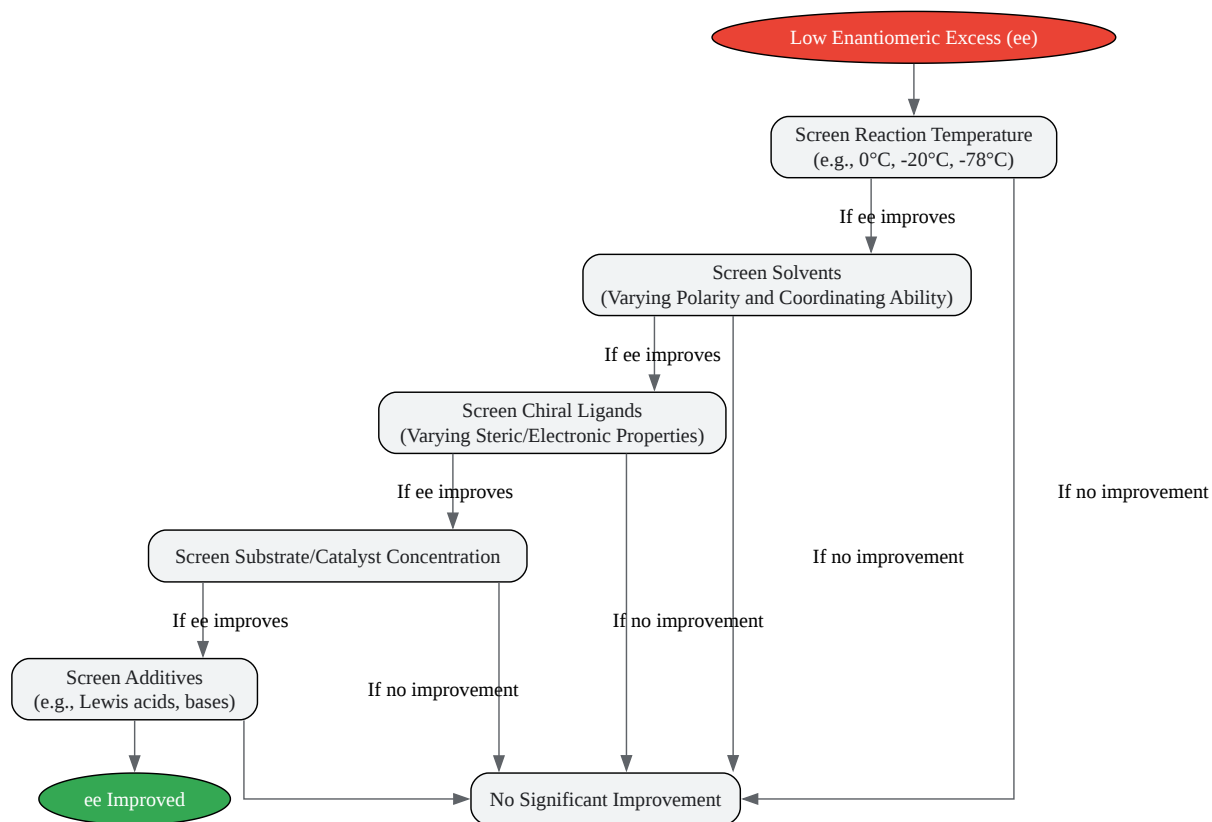 Low Enantiomeric Excess (ee)
Screen Reaction Temperature
(e.g., 0°C, -20°C, -78°C)
If ee improves
Screen Solvents
(Varying Polarity and Coordinating Ability)
If ee improves
Screen Chiral Ligands
(Varying Steric/Electronic Properties)
If ee improves
If no improvement
Screen Substrate/Catalyst Concentration
If no improvement
If ee improves
If no improvement
Screen Additives
(e.g., Lewis acids, bases)
If no improvement
ee Improved
No Significant Improvement